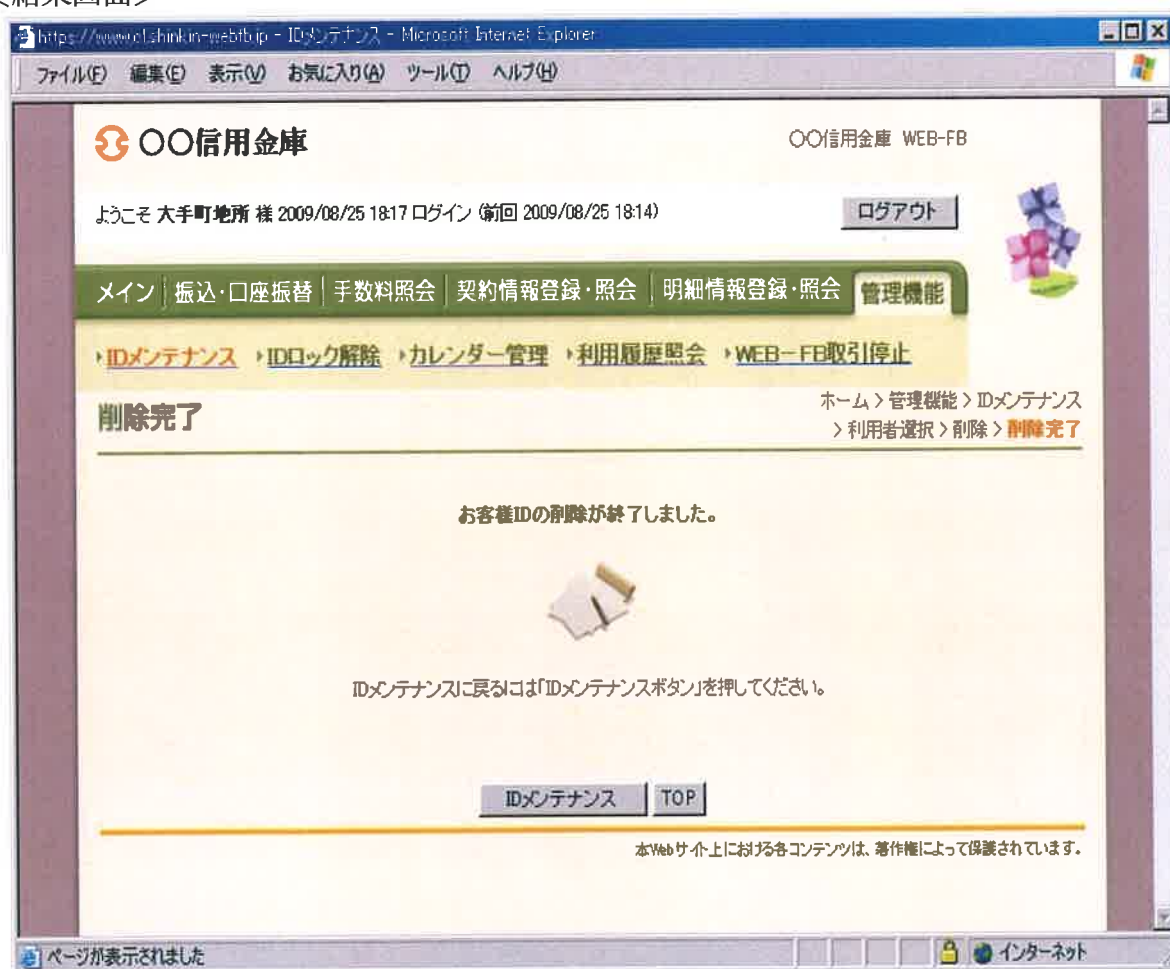 <結果画面>
https://www.cf.shinkin-webfb.jp - IDメンテナンス - Microsoft Internet Explorer
ファイル(F) 編集(E) 表示(V) お気に入り(A) ツール(T) ヘルプ(H)
〇〇信用金庫
〇〇信用金庫 WEB-FB
ようこそ 大手町地所 様 2009/08/25 18:17 ログイン (前回 2009/08/25 18:14)
ログアウト
メイン 振込・口座振替 手数料照会 契約情報登録・照会 明細情報登録・照会 管理機能
IDメンテナンス IDロック解除 カレンダー管理 利用履歴照会 WEB-FB取引停止
削除完了
ホーム > 管理機能 > IDメンテナンス
> 利用者選択 > 削除 > 削除完了
お客様IDの削除が終了しました。
IDメンテナンスに戻るには「IDメンテナンスボタン」を押してください。
IDメンテナンス TOP
本Webサイト上における各コンテンツは、著作権によって保護されています。
ページが表示されました
インターネット